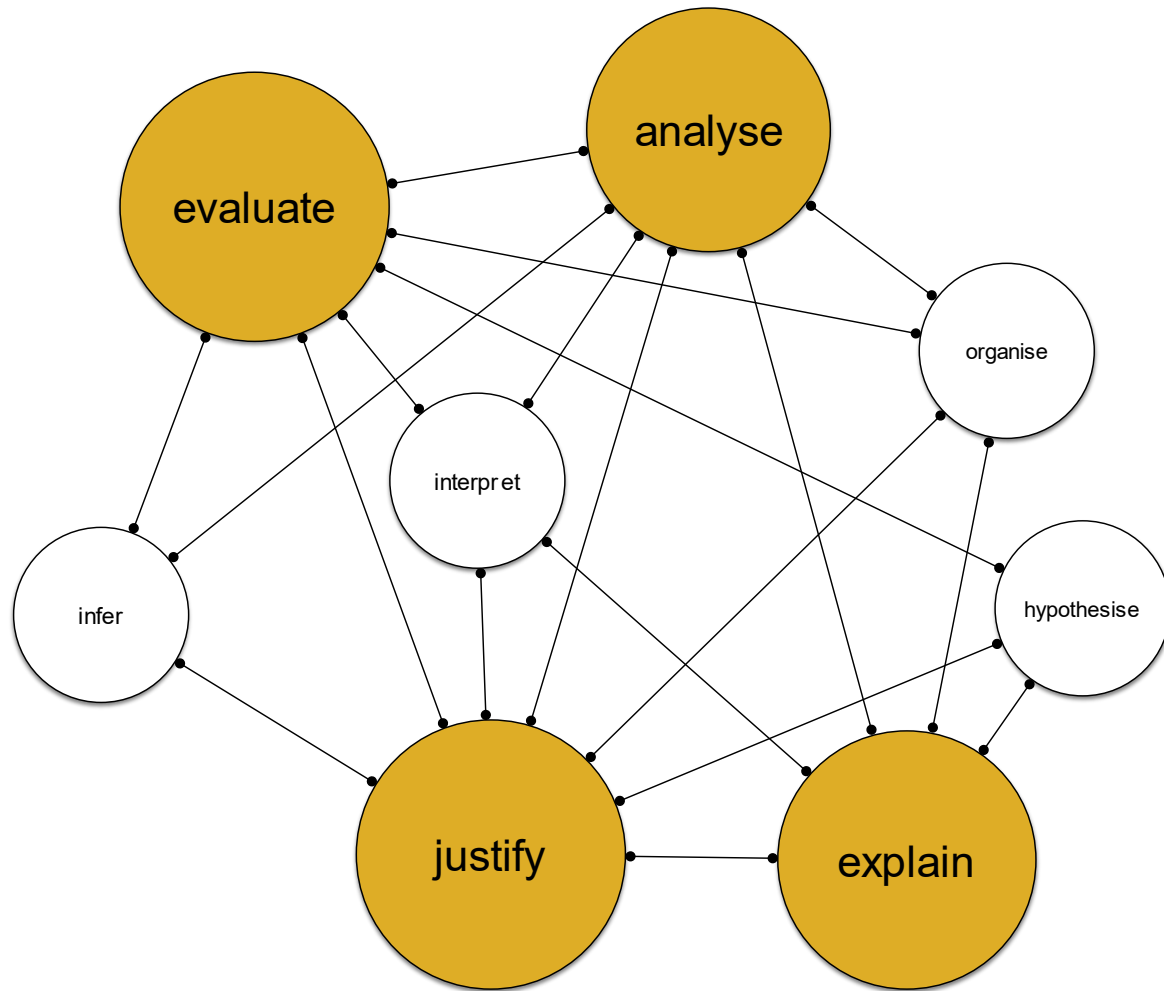 analyse
evaluate
organise
interpret
hypothesise
infer
justify
explain